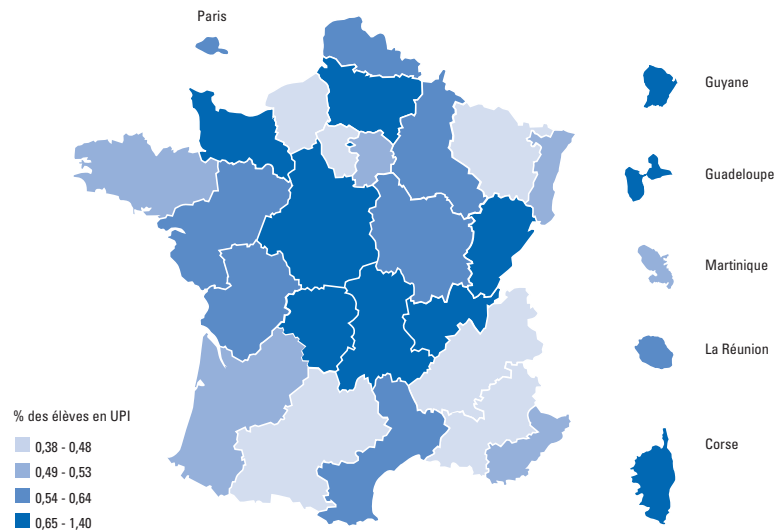 Paris
Guyane
Guadeloupe
Martinique
La Réunion
Corse
% des élèves en UPI
0,38 - 0,48
0,49 - 0,53
0,54 - 0,64
0,65 - 1,40